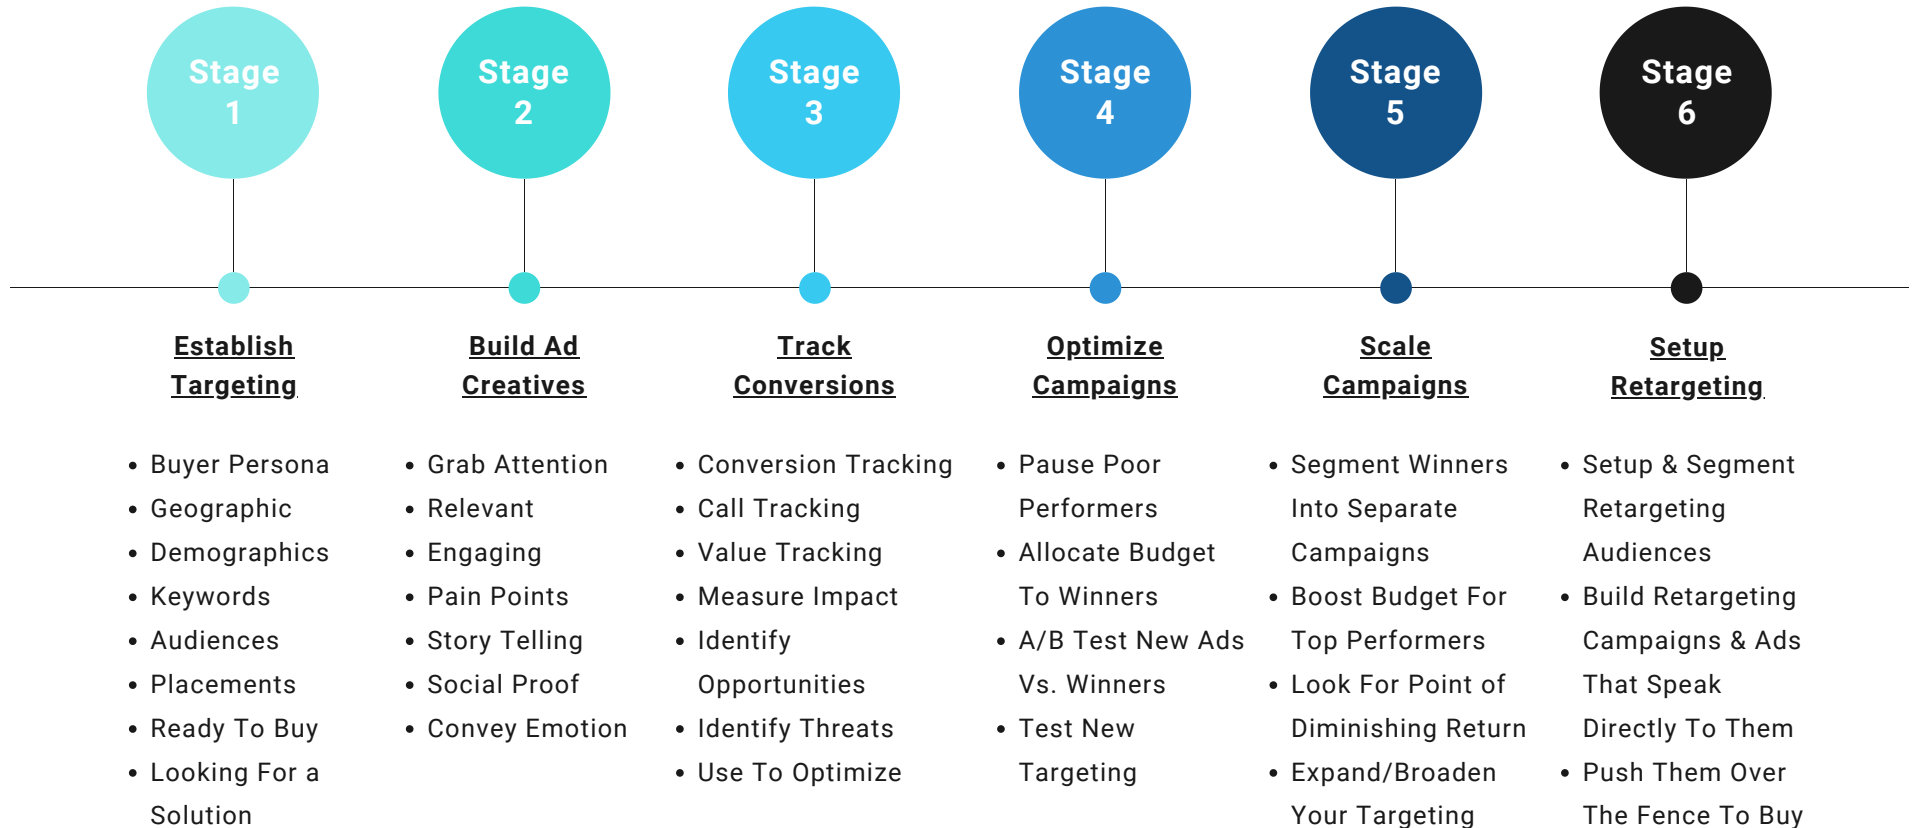 Stage
1
Stage
2
Stage
3
Stage
4
Stage
5
Stage
6
Establish
Targeting
• Buyer Persona
• Geographic
• Demographics
• Keywords
• Audiences
• Placements
• Ready To Buy
• Looking For a
Solution
Build Ad
Creatives
• Grab Attention
• Relevant
• Engaging
• Pain Points
• Story Telling
• Social Proof
• Convey Emotion
Track
Conversions
• Conversion Tracking
• Call Tracking
• Value Tracking
• Measure Impact
• Identify
Opportunities
• Identify Threats
• Use To Optimize
Optimize
Campaigns
• Pause Poor
Performers
• Allocate Budget
To Winners
• A/B Test New Ads
Vs. Winners
• Test New
Targeting
Scale
Campaigns
• Segment Winners
Into Separate
Campaigns
• Boost Budget For
Top Performers
• Look For Point of
Diminishing Return
• Expand/Broaden
Your Targeting
Setup
Retargeting
• Setup & Segment
Retargeting
Audiences
• Build Retargeting
Campaigns & Ads
That Speak
Directly To Them
• Push Them Over
The Fence To Buy